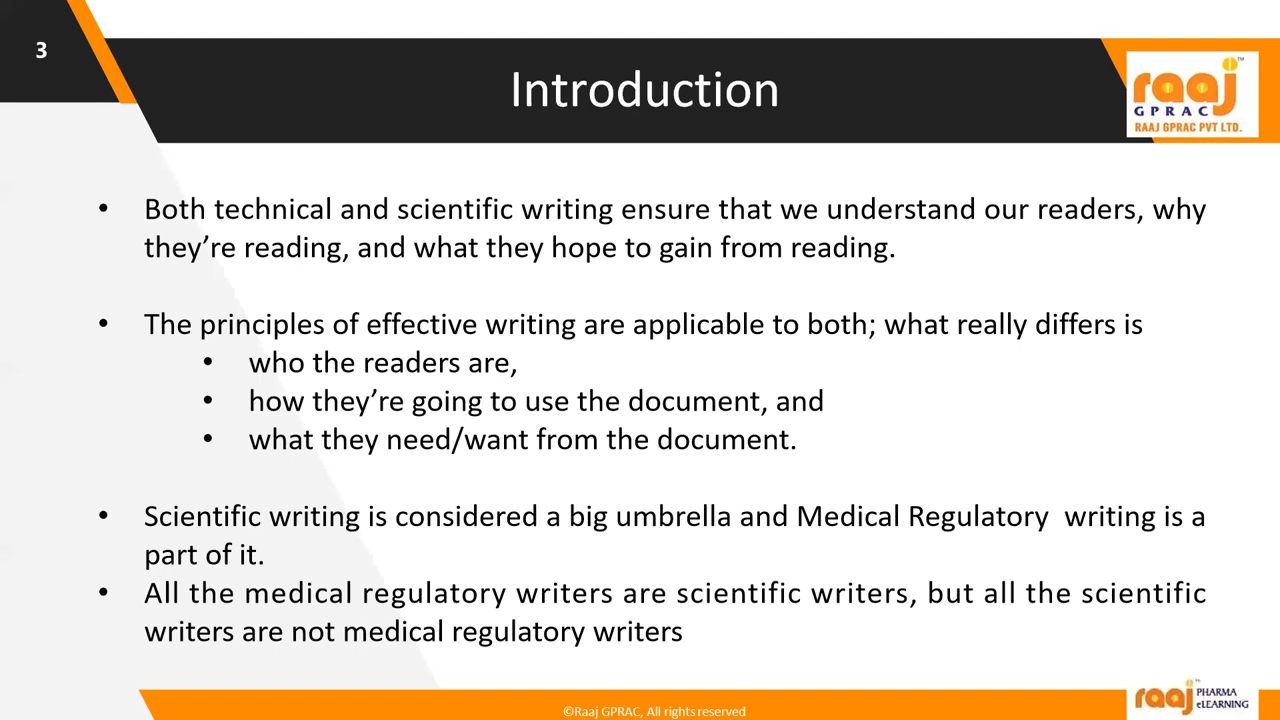 3
Introduction
raaj™
GPRAC
RAAJ GPRAC PVT LTD.
• Both technical and scientific writing ensure that we understand our readers, why
they’re reading, and what they hope to gain from reading.
• The principles of effective writing are applicable to both; what really differs is
• who the readers are,
• how they’re going to use the document, and
• what they need/want from the document.
• Scientific writing is considered a big umbrella and Medical Regulatory writing is a
part of it.
• All the medical regulatory writers are scientific writers, but all the scientific
writers are not medical regulatory writers
©Raaj GPRAC, All rights reserved
raaj PHARMA
eLEARNING